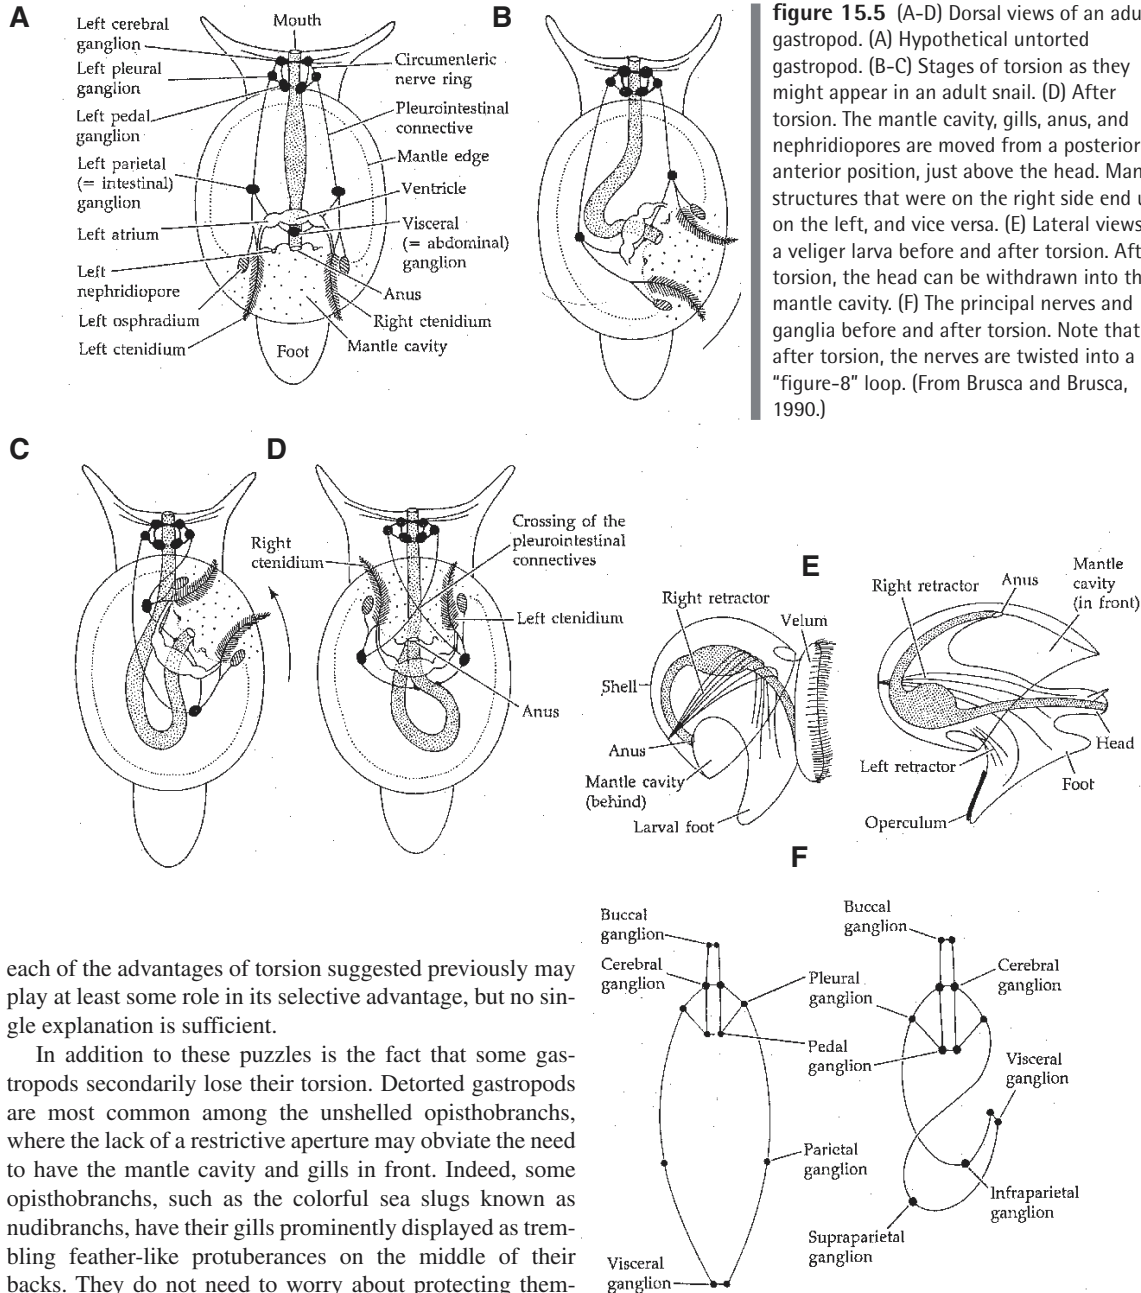 A
Left cerebral
ganglion
Left pleural
ganglion
Left pedal
ganglion
Left parietal
(= intestinal)
ganglion
Left atrium
Left
nephridiopore
Left osphradium
Left ctenidium
Mouth
Circumenteric
nerve ring
Pleurointestinal
connective
Mantle edge
Ventricle
Visceral
(= abdominal)
ganglion
Anus
Right ctenidium
Mantle cavity
Foot
B
figure 15.5 (A-D) Dorsal views of an adu
gastropod. (A) Hypothetical untorted
gastropod. (B-C) Stages of torsion as they
might appear in an adult snail. (D) After
torsion. The mantle cavity, gills, anus, and
nephridiopores are moved from a posterior
anterior position, just above the head. Man
structures that were on the right side end u
on the left, and vice versa. (E) Lateral views
a veliger larva before and after torsion. Aft
torsion, the head can be withdrawn into th
mantle cavity. (F) The principal nerves and
ganglia before and after torsion. Note that
after torsion, the nerves are twisted into a
“figure-8” loop. (From Brusca and Brusca,
1990.)
C
D
Right
ctenidium
Crossing of the
pleurointestinal
connectives
Left ctenidium
Anus
E
Right retractor
Velum
Shell
Anus
Mantle cavity
(behind)
Larval foot
Right retractor
Anus
Mantle
cavity
(in front)
Head
Left retractor
Foot
Operculum
F
Buccal
ganglion
Cerebral
ganglion
Pleural
ganglion
Pedal
ganglion
Parietal
ganglion
Visceral
ganglion
Buccal
ganglion
Cerebral
ganglion
Visceral
ganglion
Infraparietal
ganglion
Supraparietal
ganglion
each of the advantages of torsion suggested previously may
play at least some role in its selective advantage, but no sin-
gle explanation is sufficient.
In addition to these puzzles is the fact that some gas-
tropods secondarily lose their torsion. Detorted gastropods
are most common among the unshelled opisthobranchs,
where the lack of a restrictive aperture may obviate the need
to have the mantle cavity and gills in front. Indeed, some
opisthobranchs, such as the colorful sea slugs known as
nudibranchs, have their gills prominently displayed as trem-
bling feather-like protuberances on the middle of their
backs. They do not need to worry about protecting them-